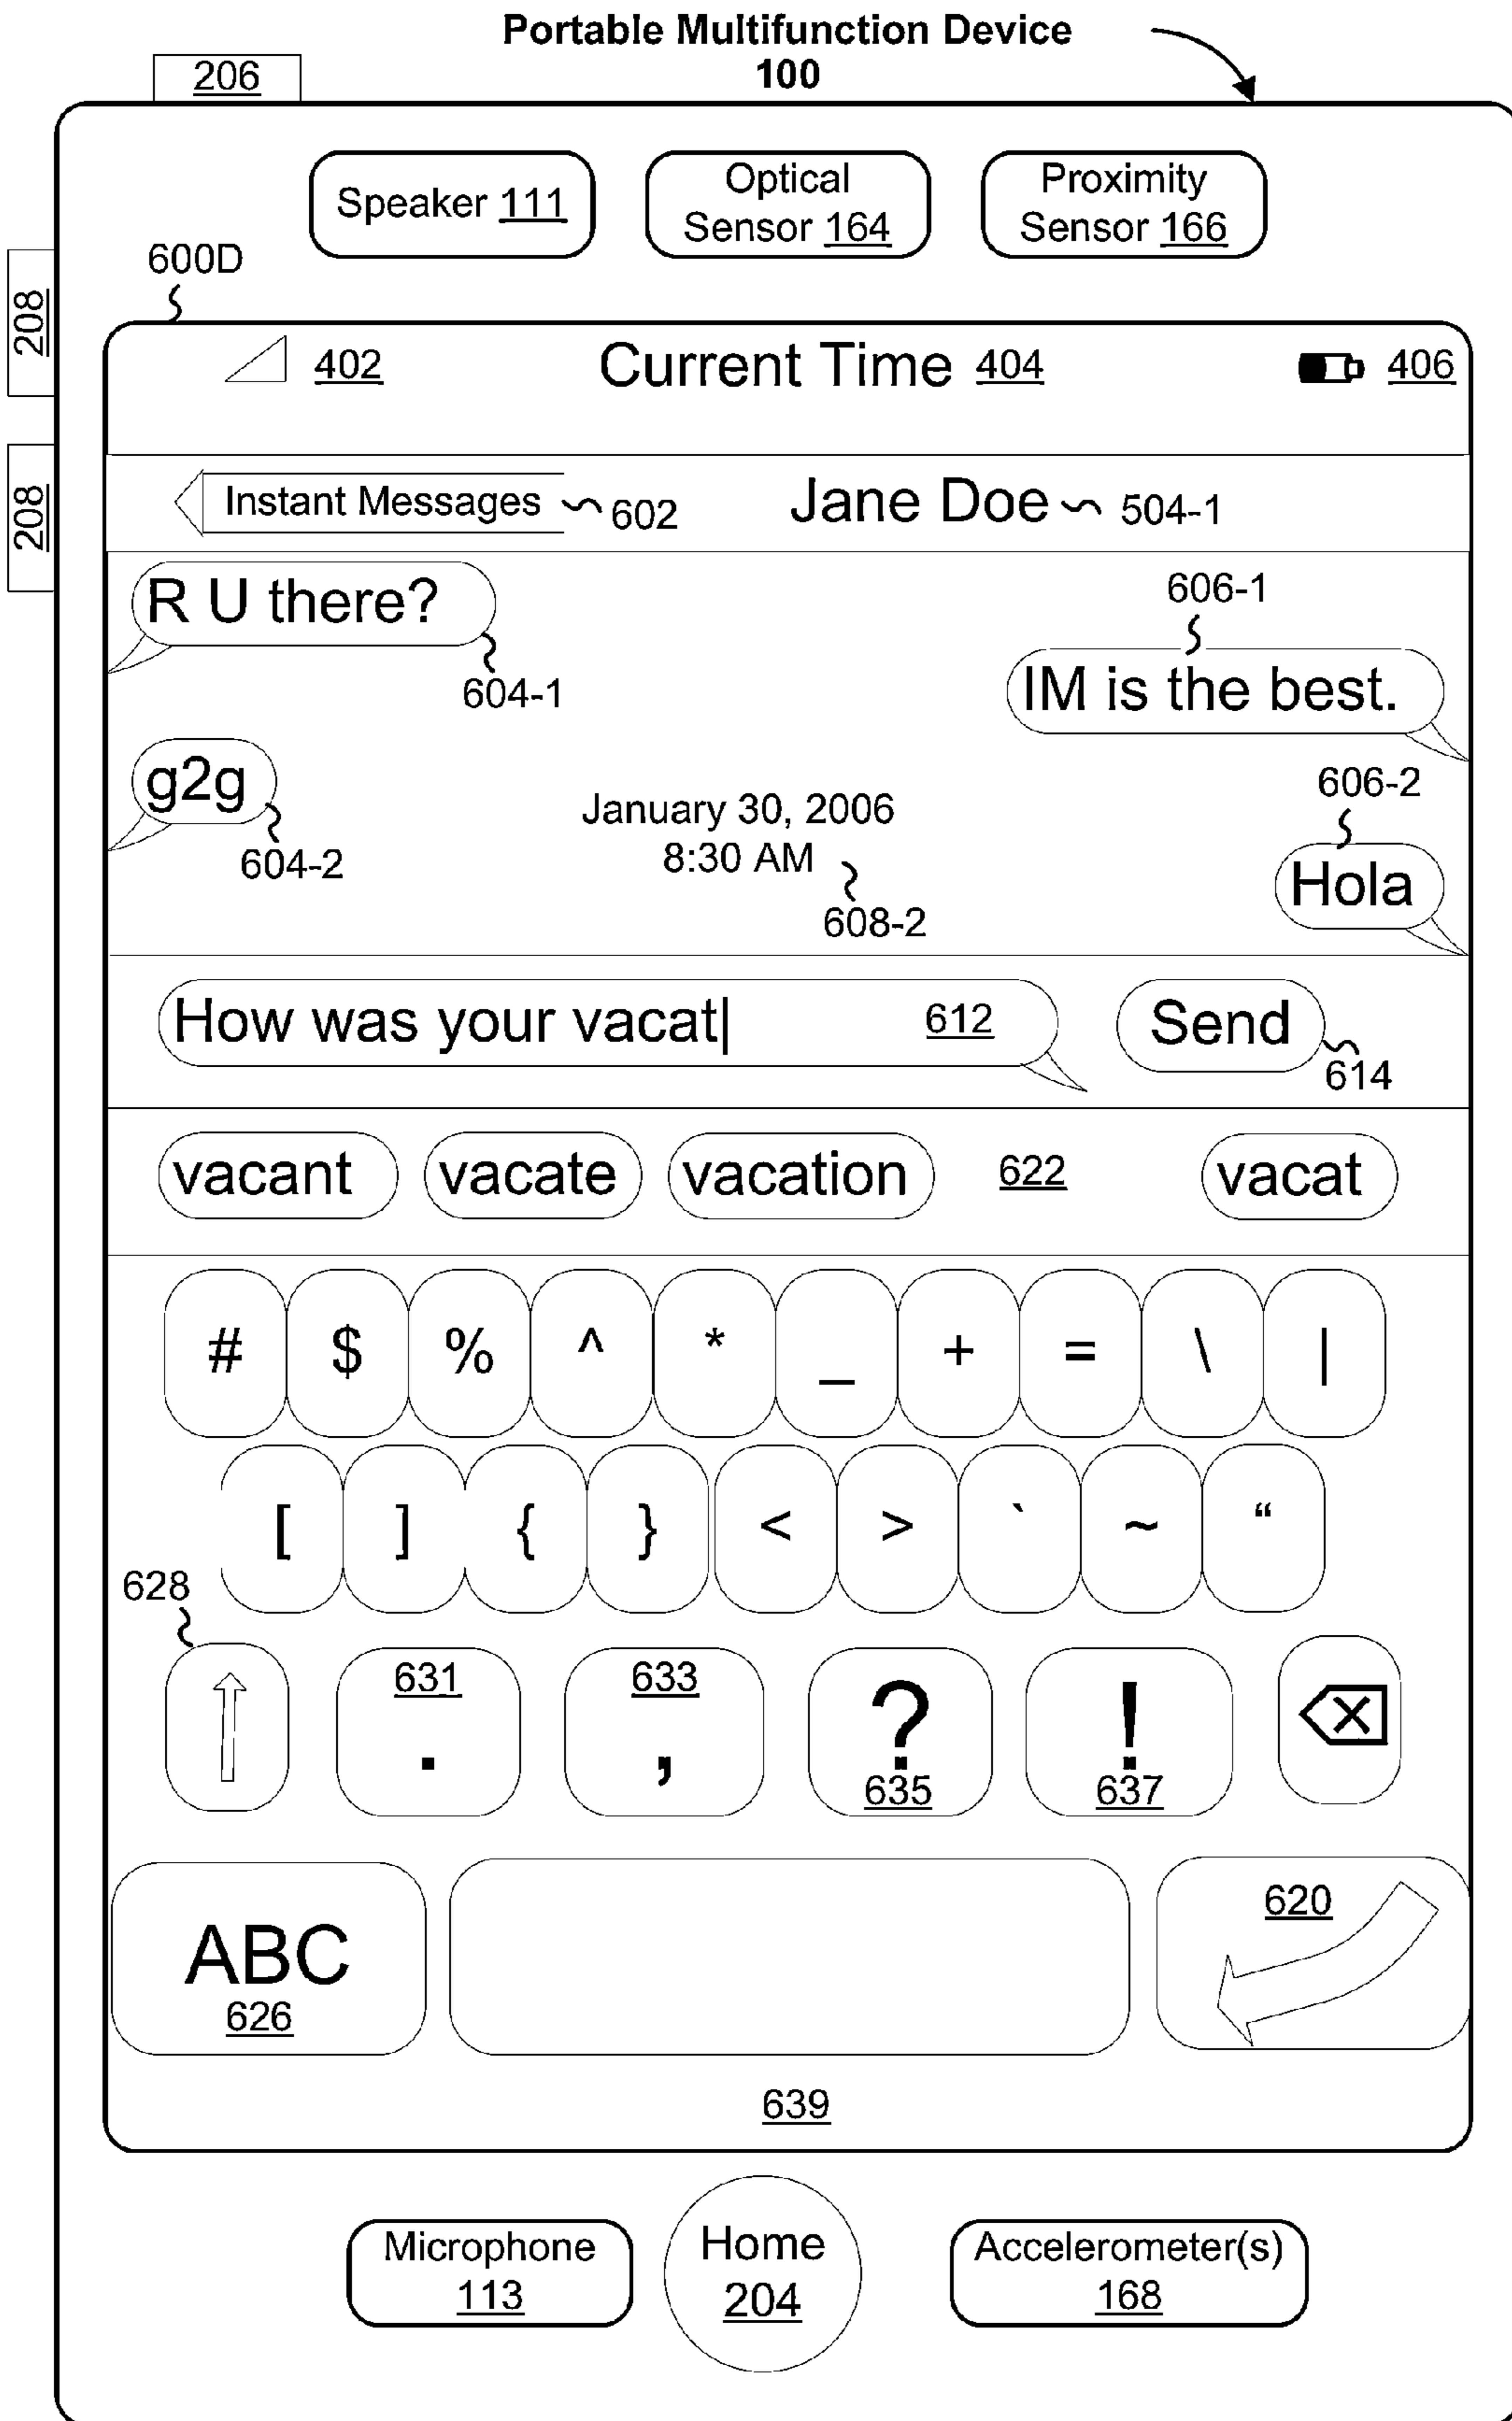 Portable Multifunction Device
100
206
Speaker 111
Optical
Sensor 164
Proximity
Sensor 166
208
208
600D
402
Current Time 404
406
Instant Messages 602
Jane Doe 504-1
R U there?
604-1
606-1
IM is the best.
g2g
604-2
January 30, 2006
8:30 AM
608-2
606-2
Hola
How was your vacat| 612
Send
614
vacant vacate vacation 622 vacat
# $ % ^ * _ + = \ |
[ ] { } < > ` ~ “
628
631
.
633
,
?
635
!
637
ABC
626
620
639
Microphone
113
Home
204
Accelerometer(s)
168